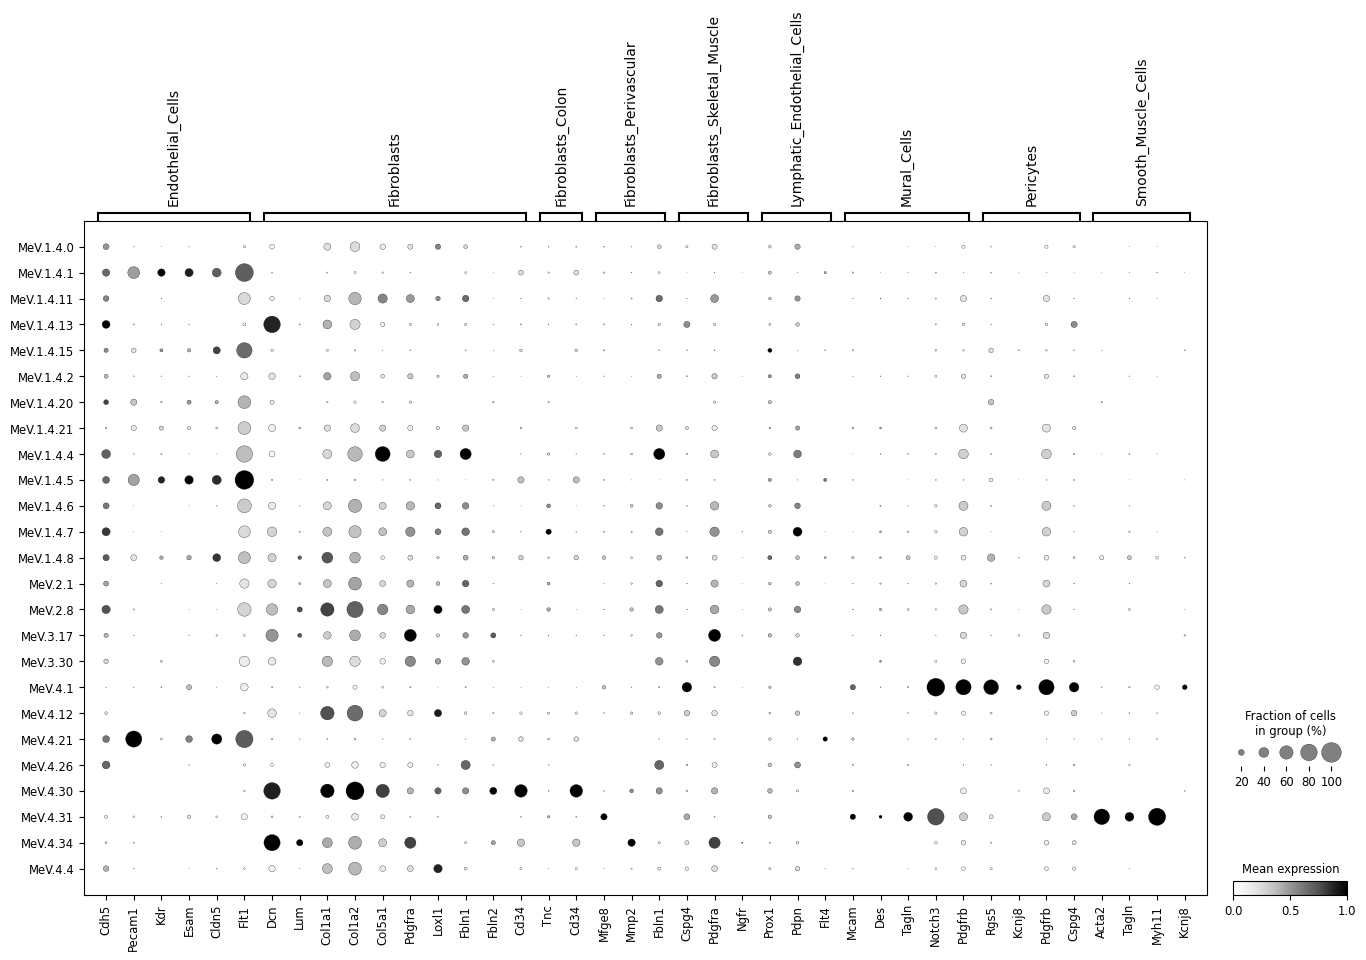 Endothelial_Cells
Fibroblasts
Fibroblasts_Colon
Fibroblasts_Perivascular
Fibroblasts_Skeletal_Muscle
Lymphatic_Endothelial_Cells
Mural_Cells
Pericytes
Smooth_Muscle_Cells
MeV.1.4.0
MeV.1.4.1
MeV.1.4.11
MeV.1.4.13
MeV.1.4.15
MeV.1.4.2
MeV.1.4.20
MeV.1.4.21
MeV.1.4.4
MeV.1.4.5
MeV.1.4.6
MeV.1.4.7
MeV.1.4.8
MeV.2.1
MeV.2.8
MeV.3.17
MeV.3.30
MeV.4.1
MeV.4.12
MeV.4.21
MeV.4.26
MeV.4.30
MeV.4.31
MeV.4.34
MeV.4.4
Cdh5
Pecam1
Kdr
Esam
Cldn5
Flt1
Dcn
Lum
Col1a1
Col1a2
Col5a1
Pdgfra
Loxl1
Fbln1
Fbln2
Cd34
Tnc
Cd34
Mfge8
Mmp2
Fbln1
Cspg4
Pdgfra
Ngfr
Prox1
Pdpn
Flt4
Mcam
Des
Tagln
Notch3
Pdgfrb
Rgs5
Kcnj8
Pdgfrb
Cspg4
Acta2
Tagln
Myh11
Kcnj8
Fraction of cells
in group (%)
20 40 60 80 100
Mean expression
0.0 0.5 1.0